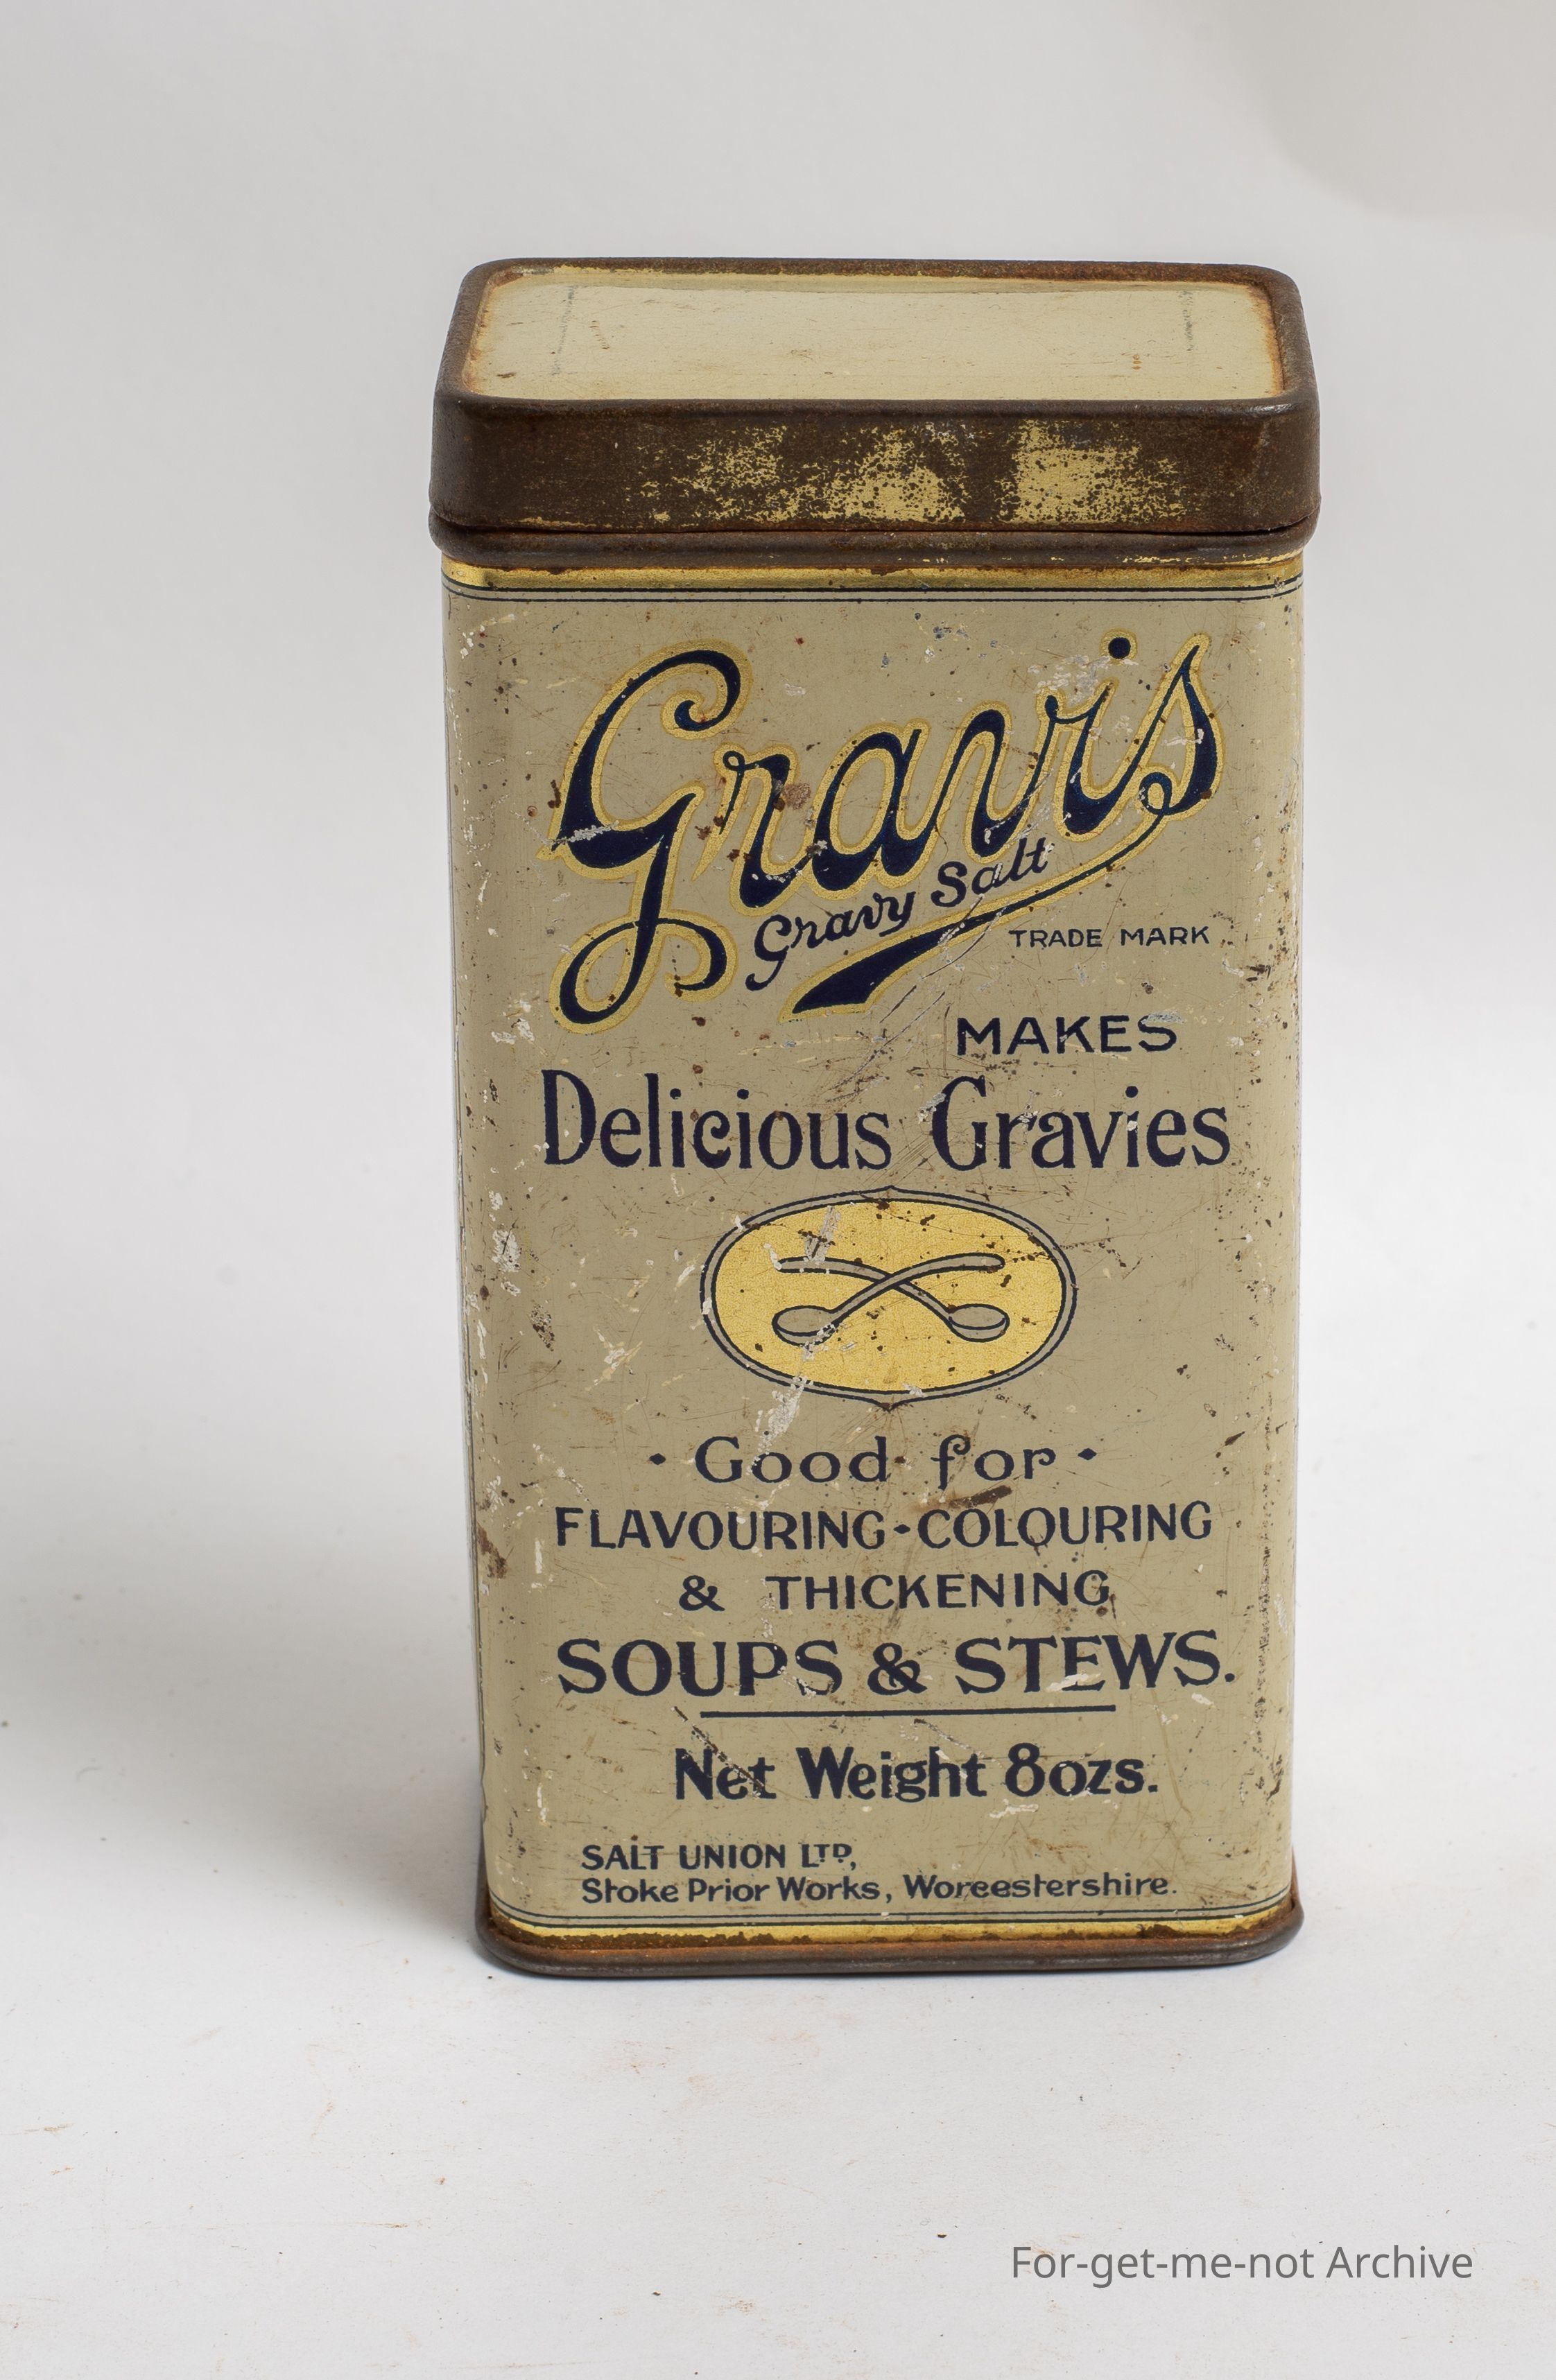 Gravis
Gravy Salt
TRADE MARK
MAKES
Delicious Gravies
· Good for ·
FLAVOURING · COLOURING
& THICKENING
SOUPS & STEWS.
Net Weight 8ozs.
SALT UNION LTD,
Stoke Prior Works, Worcestershire.
For-get-me-not Archive